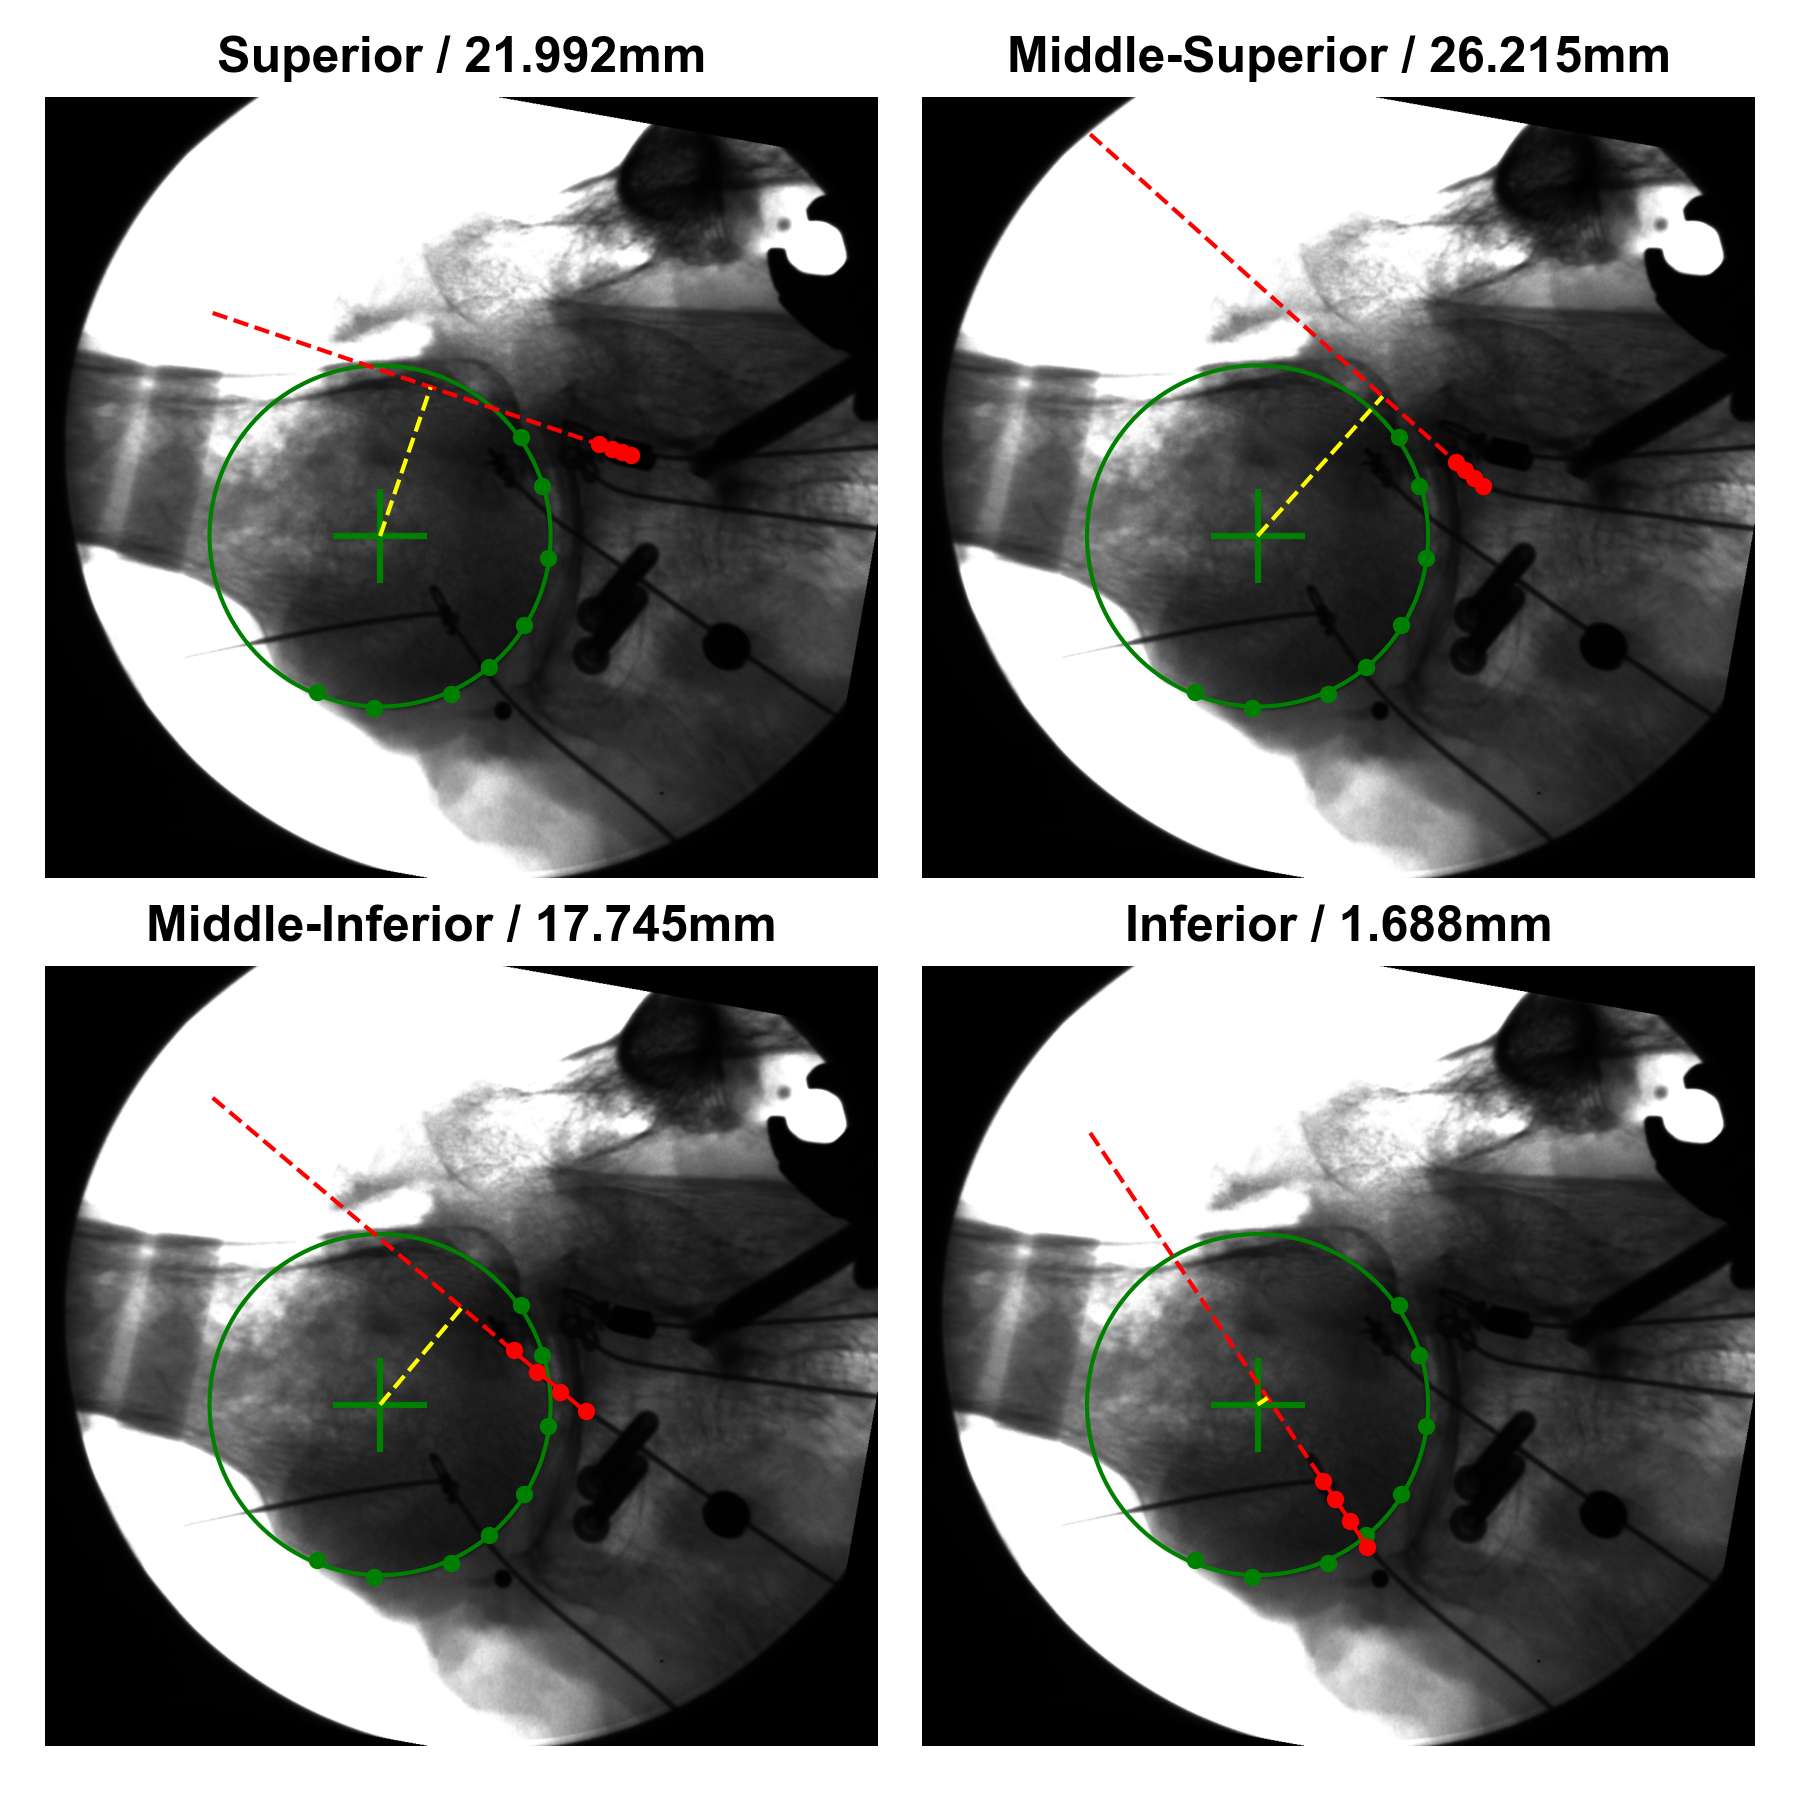 Superior / 21.992mm
Middle-Superior / 26.215mm
Middle-Inferior / 17.745mm
Inferior / 1.688mm